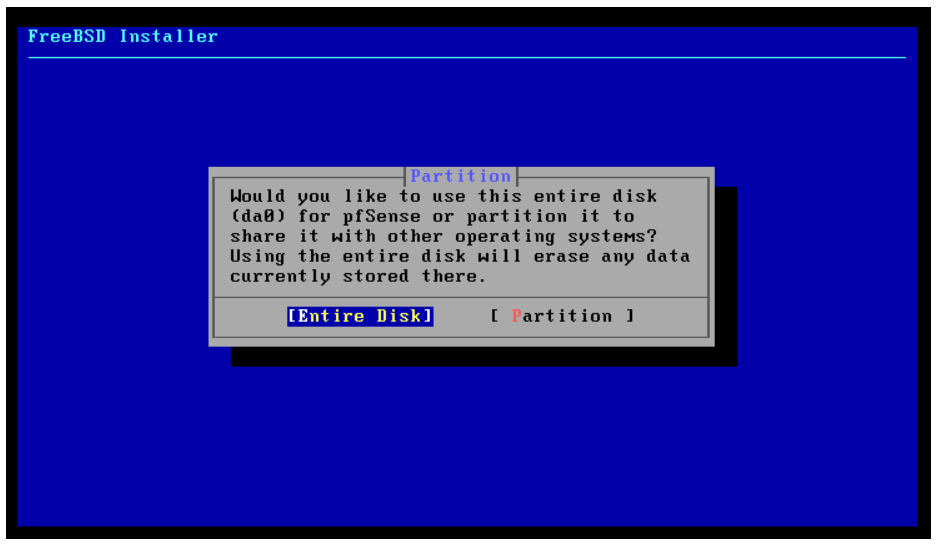 FreeBSD Installer
Partition
Would you like to use this entire disk
(da0) for pfSense or partition it to
share it with other operating systems?
Using the entire disk will erase any data
currently stored there.
[Entire Disk] [ Partition ]